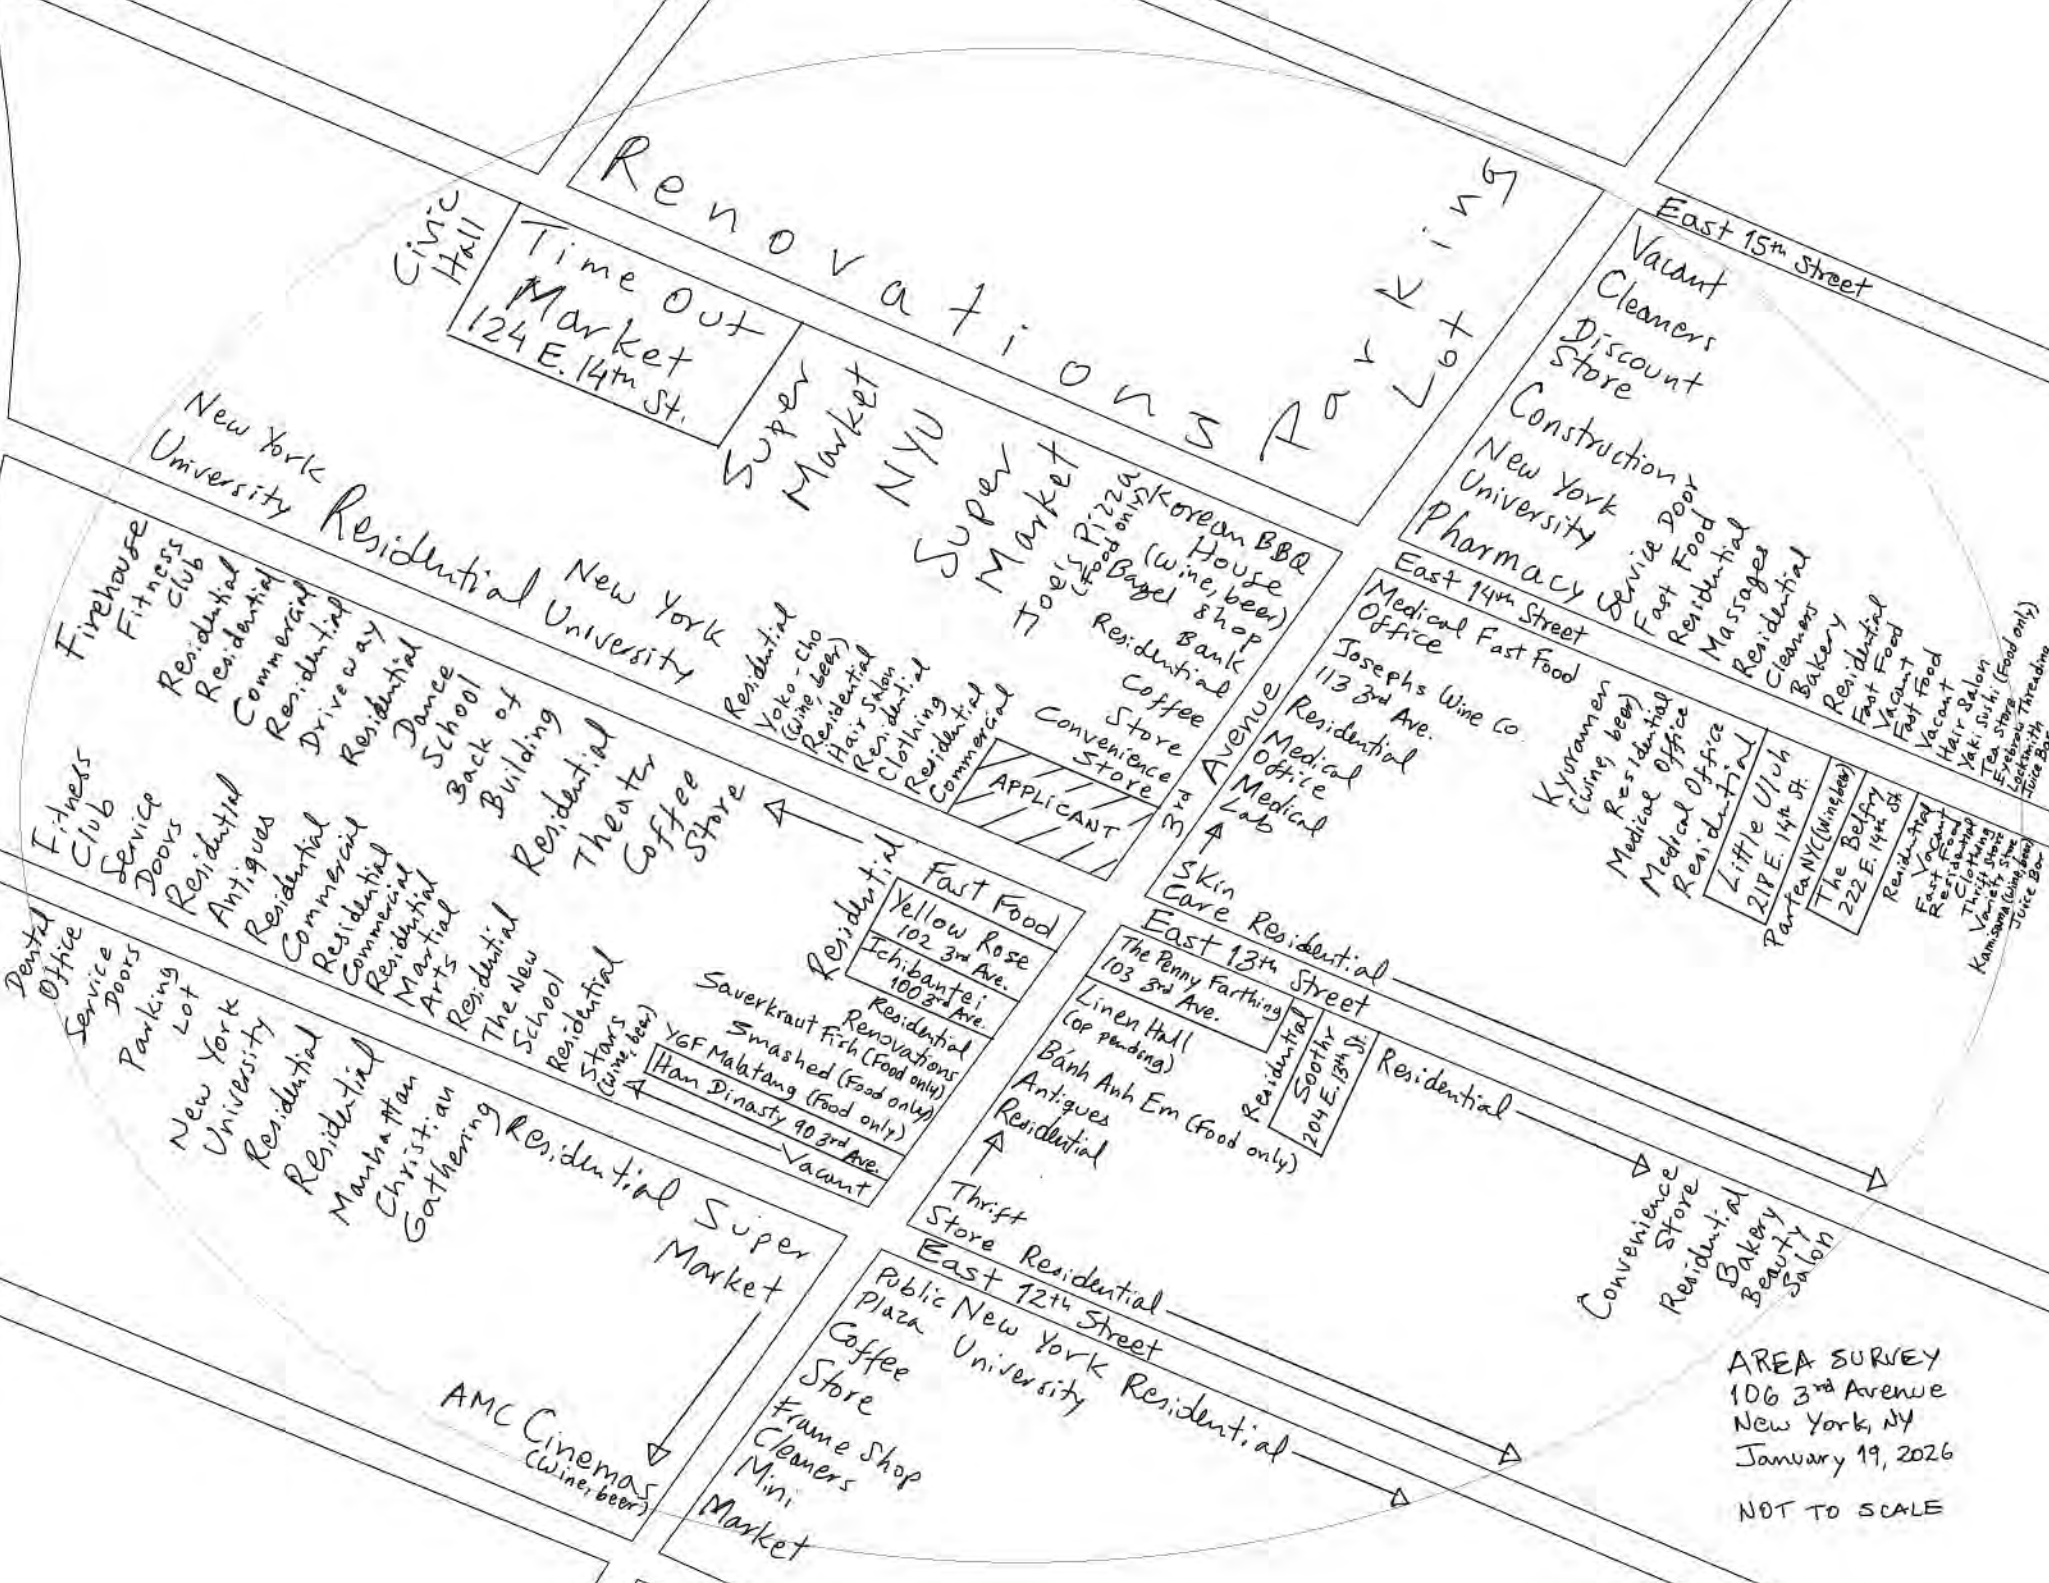 Renovations
Parking
Lot
East 15th Street
Vacant
Cleaners
Discount
Store
Construction
New York
University
Pharmacy
Service Door
Fast Food
Residential
Massages
Residential
Cleaners
Bakery
Residential
Fast Food
Vacant
Fast Food
Vacant
Hair Salon
Yaki Sushi (Food only)
Tea Store
Eyebrow Threading
Locksmith
Juice Bar
Civic
Hall
Time Out
Market
124 E. 14th St.
Super
Market
NYU
Super
Market
Joe's Pizza
(Food only)
Korean BBQ
House
(wine, beer)
Bagel Shop
Bank
Residential
Coffee
Store
Convenience
Store
APPLICANT
New York
University
Residential
New York
University
Residential
Yoko-Cho
(wine, beer)
Residential
Hair Salon
Residential
Clothing
Residential
Commercial
3rd Avenue
East 14th Street
Medical Fast Food
Office
Josephs Wine Co.
113 3rd Ave.
Residential
Medical
Office
Medical
Lab
Skin
Care Residential
Kyuramen
(wine, beer)
Residential
Medical Office
Medical Office
Residential
Little Uluh
218 E. 14th St.
Partea NYC (Wine, beer)
The Belfry
222 E. 14th St.
Residential
Vacant
Fast Food
Residential
Clothing
Thrift Store
Variety Store
Kamisama (wine, beer)
Juice Bar
Firehouse
Fitness
Club
Residential
Residential
Commercial
Residential
Driveway
Residential
Dance
School
Back of
Building
Residential
Theater
Coffee
Store
Residential
Fast Food
Yellow Rose
102 3rd Ave.
Ichibantei
100 3rd Ave.
Residential
Renovations
Sauerkraut Fish (Food only)
Smashed (Food only)
YGF Malatang (Food only)
Han Dinasty 90 3rd Ave.
Vacant
Fitness
Club
Service
Doors
Residential
Antiques
Residential
Commercial
Residential
Commercial
Residential
Martial
Arts
Residential
The New
School
Residential
Stars
(wine, beer)
East 13th Street
The Penny Farthing
103 3rd Ave.
Linen Hall
(op pending)
Bánh Anh Em (Food only)
Antiques
Residential
Thrift
Store Residential
Residential
Soothr
204 E. 13th St.
Residential
Convenience
Store
Residential
Bakery
Beauty
Salon
Dental
Office
Service
Doors
Parking
Lot
New York
University
Residential
Residential
Manhattan
Christian
Gathering
Residential Super
Market
AMC Cinemas
(wine, beer)
East 12th Street
Public New York Residential
Plaza University
Coffee
Store
Frame Shop
Cleaners
Mini
Market
AREA SURVEY
106 3rd Avenue
New York, NY
January 19, 2026
NOT TO SCALE